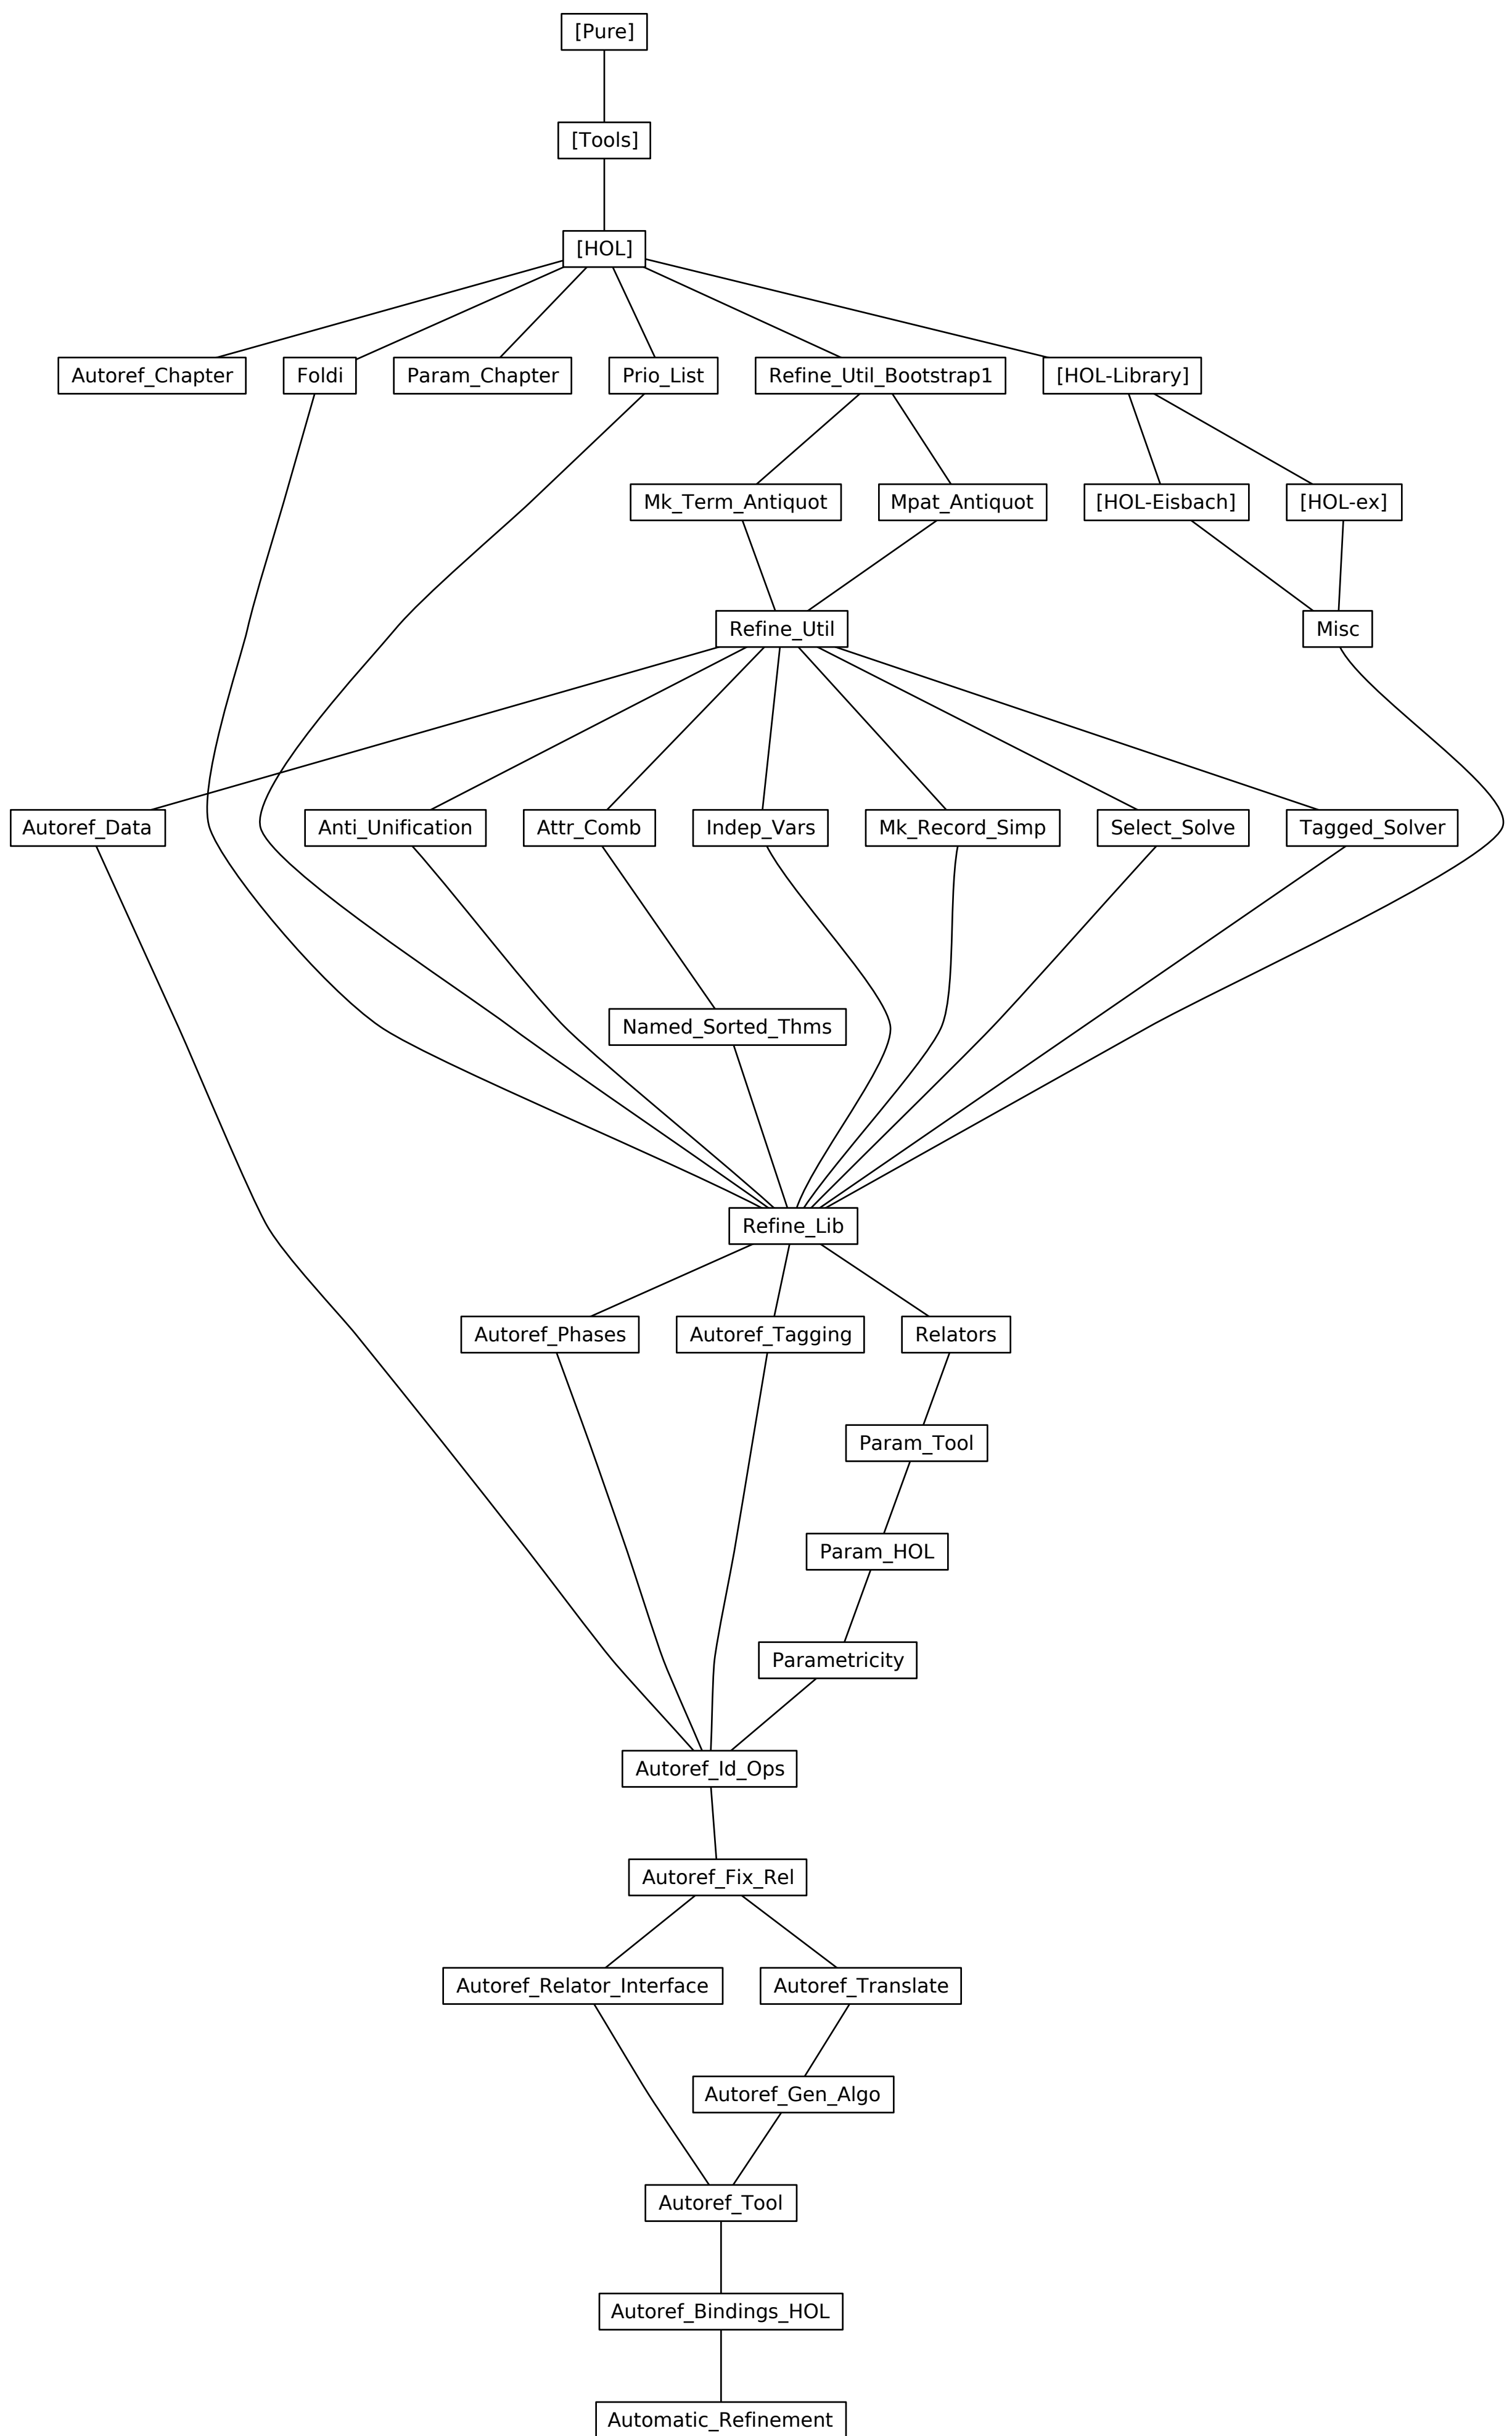 [Pure]
[Tools]
[HOL]
Autoref_Chapter
Foldi
Param_Chapter
Prio_List
Refine_Util_Bootstrap1
[HOL-Library]
Mk_Term_Antiquot
Mpat_Antiquot
[HOL-Eisbach]
[HOL-ex]
Refine_Util
Misc
Autoref_Data
Anti_Unification
Attr_Comb
Indep_Vars
Mk_Record_Simp
Select_Solve
Tagged_Solver
Named_Sorted_Thms
Refine_Lib
Autoref_Phases
Autoref_Tagging
Relators
Param_Tool
Param_HOL
Parametricity
Autoref_Id_Ops
Autoref_Fix_Rel
Autoref_Relator_Interface
Autoref_Translate
Autoref_Gen_Algo
Autoref_Tool
Autoref_Bindings_HOL
Automatic_Refinement